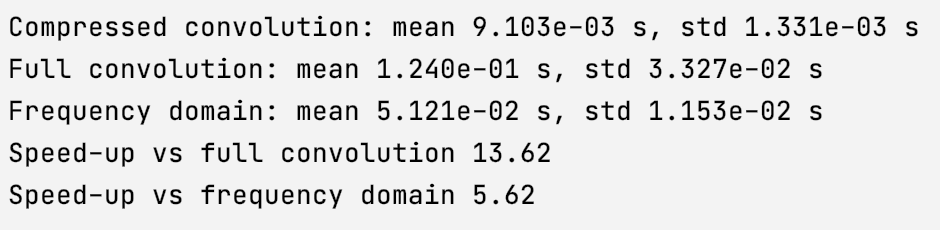 Compressed convolution: mean 9.103e-03 s, std 1.331e-03 s
Full convolution: mean 1.240e-01 s, std 3.327e-02 s
Frequency domain: mean 5.121e-02 s, std 1.153e-02 s
Speed-up vs full convolution 13.62
Speed-up vs frequency domain 5.62